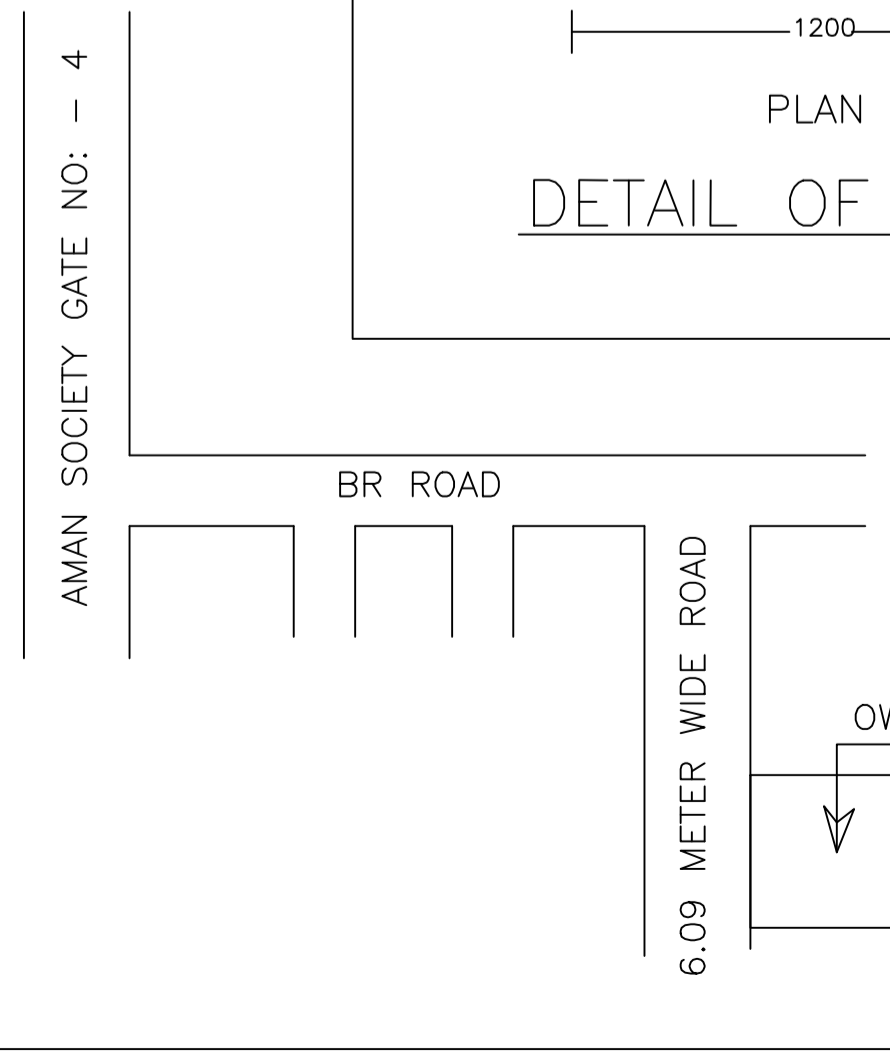 1200
PLAN
DETAIL OF
AMAN SOCIETY GATE NO: - 4
BR ROAD
6.09 METER WIDE ROAD